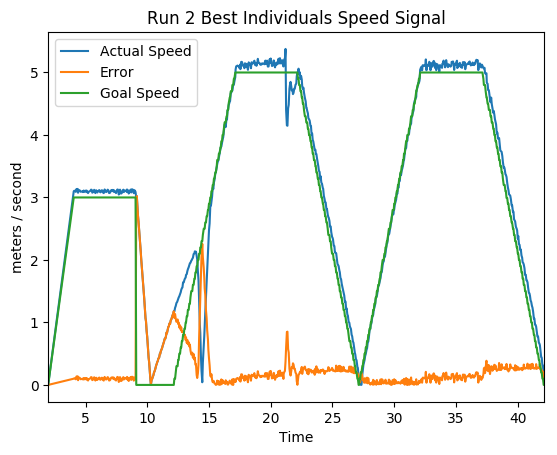 Run 2 Best Individuals Speed Signal
Actual Speed
Error
Goal Speed
meters / second
5
4
3
2
1
0
5 10 15 20 25 30 35 40
Time